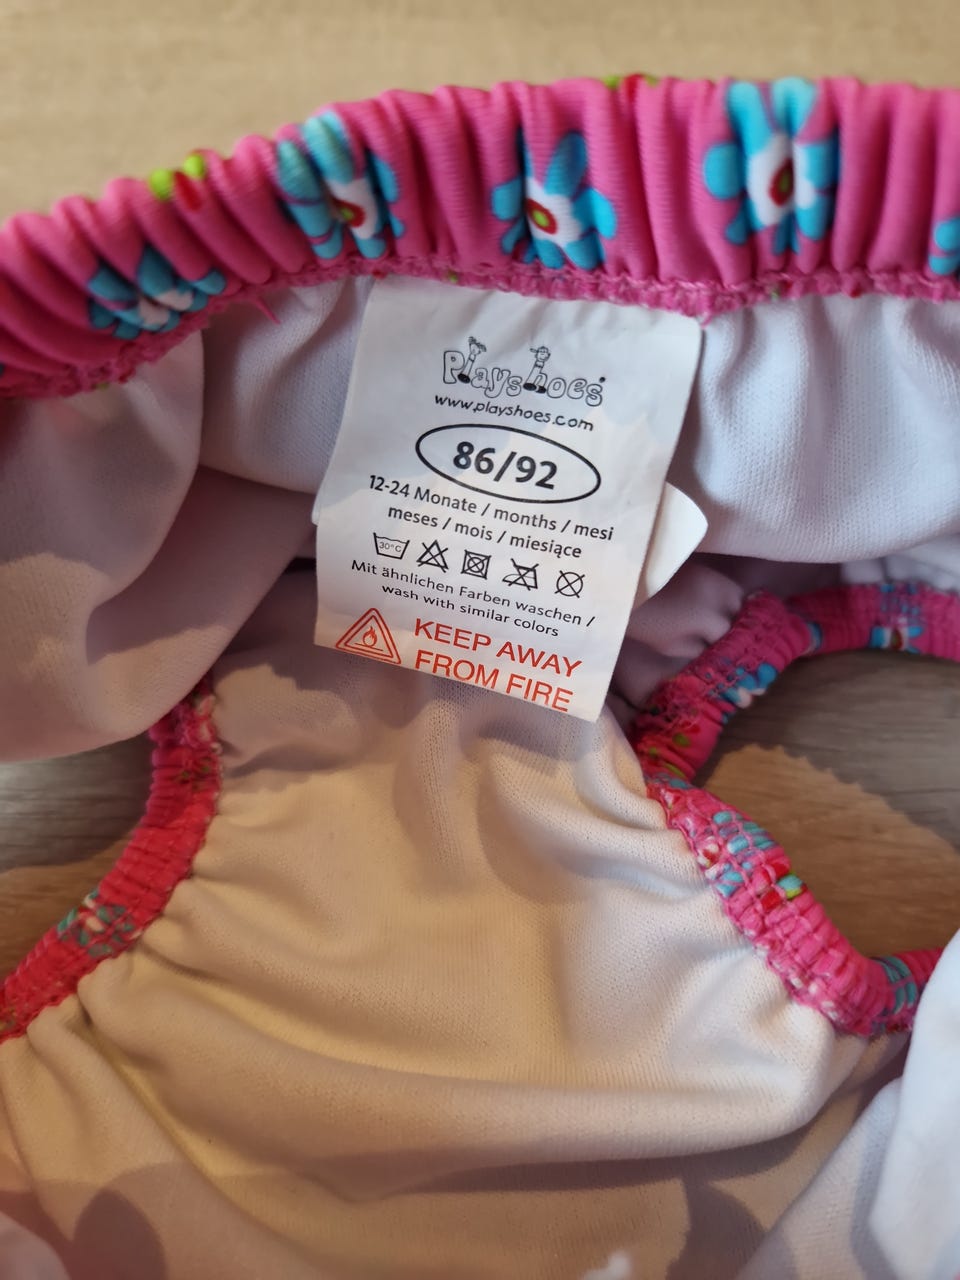 Playshoes
www.playshoes.com
86/92
12-24 Monate / months / mesi
meses / mois / miesiące
30°C
Mit ähnlichen Farben waschen /
wash with similar colors
KEEP AWAY
FROM FIRE